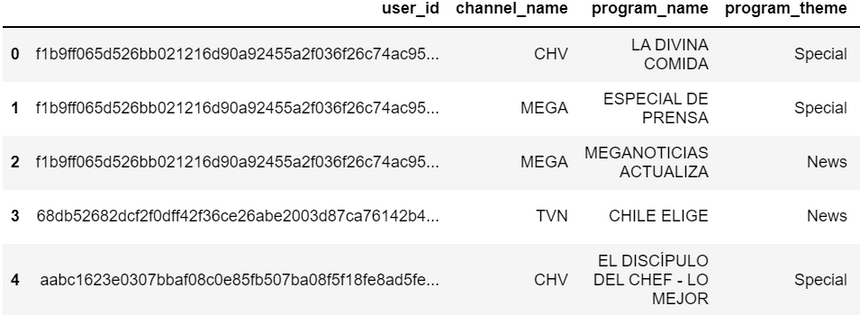 user_id channel_name program_name program_theme
0 f1b9ff065d526bb021216d90a92455a2f036f26c74ac95... CHV LA DIVINA COMIDA Special
1 f1b9ff065d526bb021216d90a92455a2f036f26c74ac95... MEGA ESPECIAL DE PRENSA Special
2 f1b9ff065d526bb021216d90a92455a2f036f26c74ac95... MEGA MEGANOTICIAS ACTUALIZA News
3 68db52682dcf2f0dff42f36ce26abe2003d87ca76142b4... TVN CHILE ELIGE News
4 aabc1623e0307bbaf08c0e85fb507ba08f5f18fe8ad5fe... CHV EL DISCÍPULO DEL CHEF - LO MEJOR Special